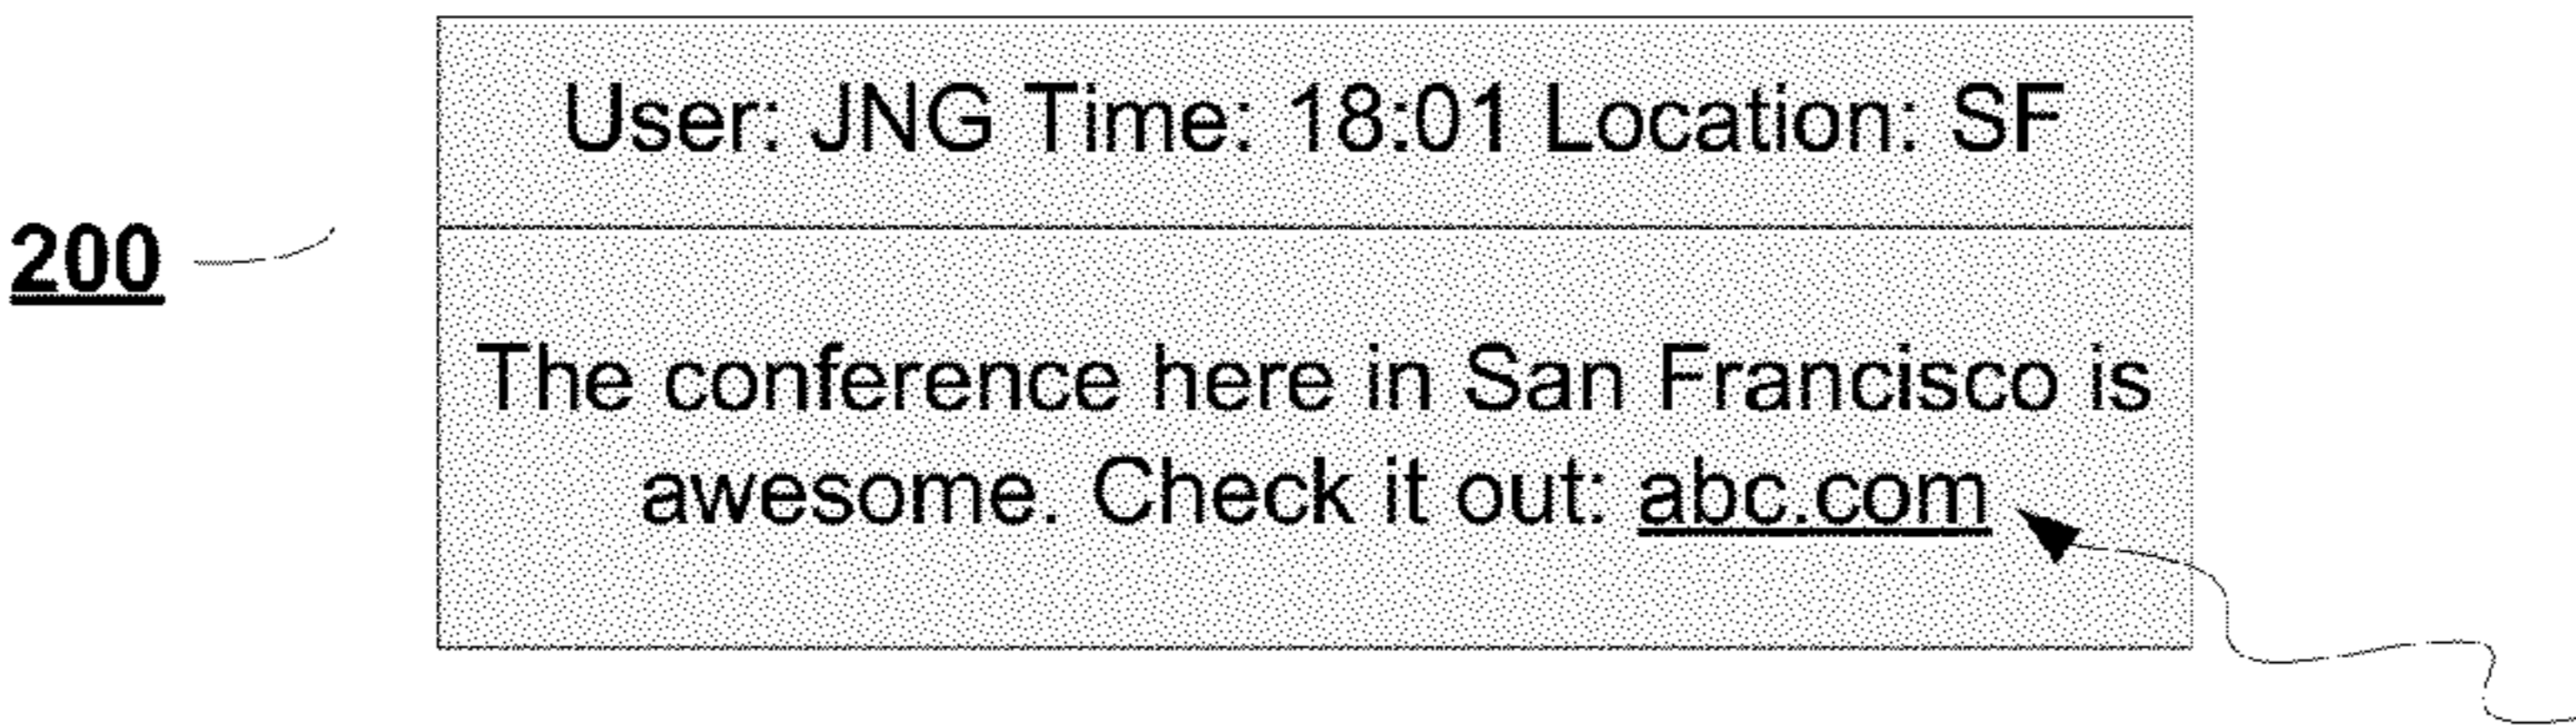 User: JNG Time: 18:01 Location: SF
200
The conference here in San Francisco is
awesome. Check it out: abc.com